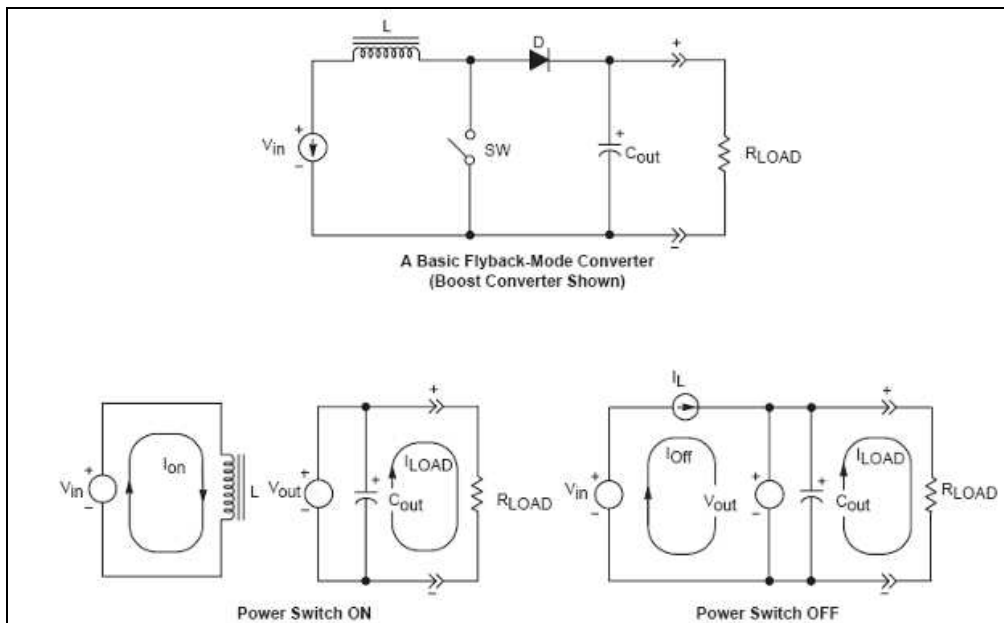 L
D
+
+
Vin
−
SW
+
Cout
RLOAD
−
A Basic Flyback-Mode Converter
(Boost Converter Shown)
+
Vin
−
Ion
L
+
Vout
−
+
Cout
ILOAD
+
RLOAD
−
Power Switch ON
IL
+
Vin
−
IOff
+
Vout
−
+
Cout
ILOAD
+
RLOAD
−
Power Switch OFF